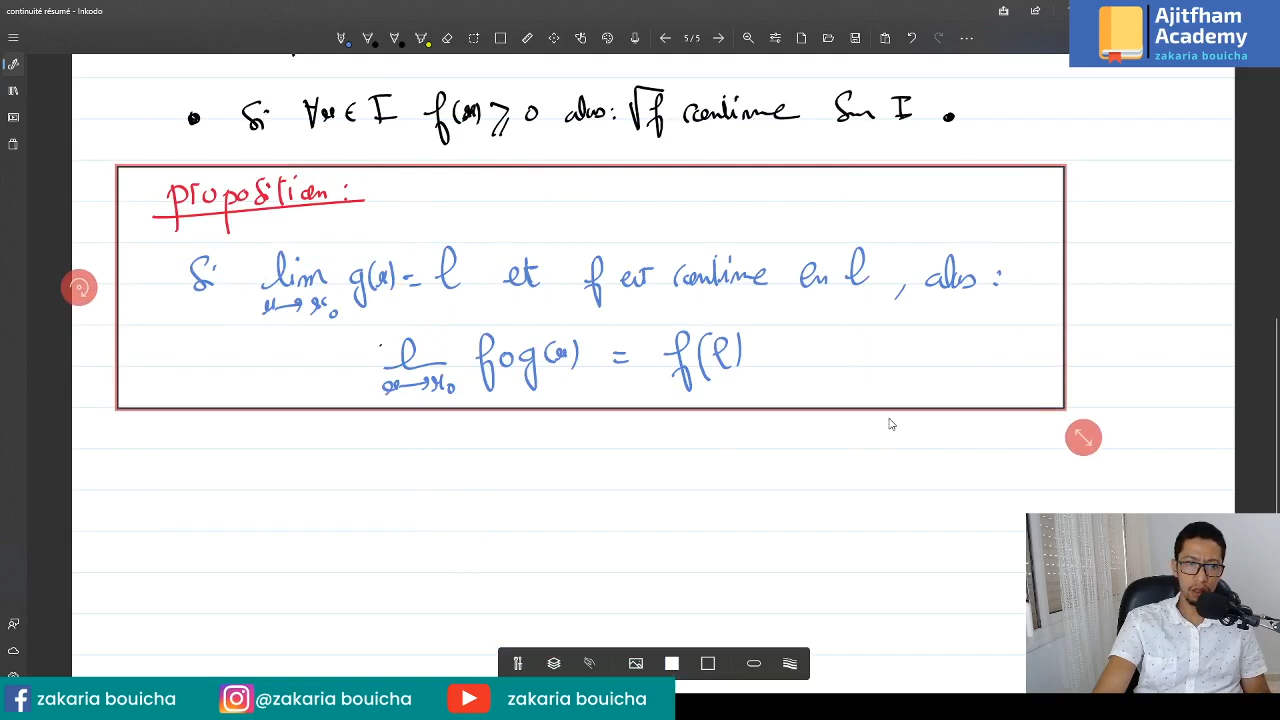 continuité résumé - Inkodo
5/5
Ajitfham
Academy
zakaria bouicha
• Si ∀x ∈ I f(x) ≥ 0 alors : √f continue sur I •
proposition :
Si lim g(x) = l et f est continue en l , alors :
x→x₀
l fog(x) = f(l)
x→x₀
zakaria bouicha @zakaria bouicha zakaria bouicha